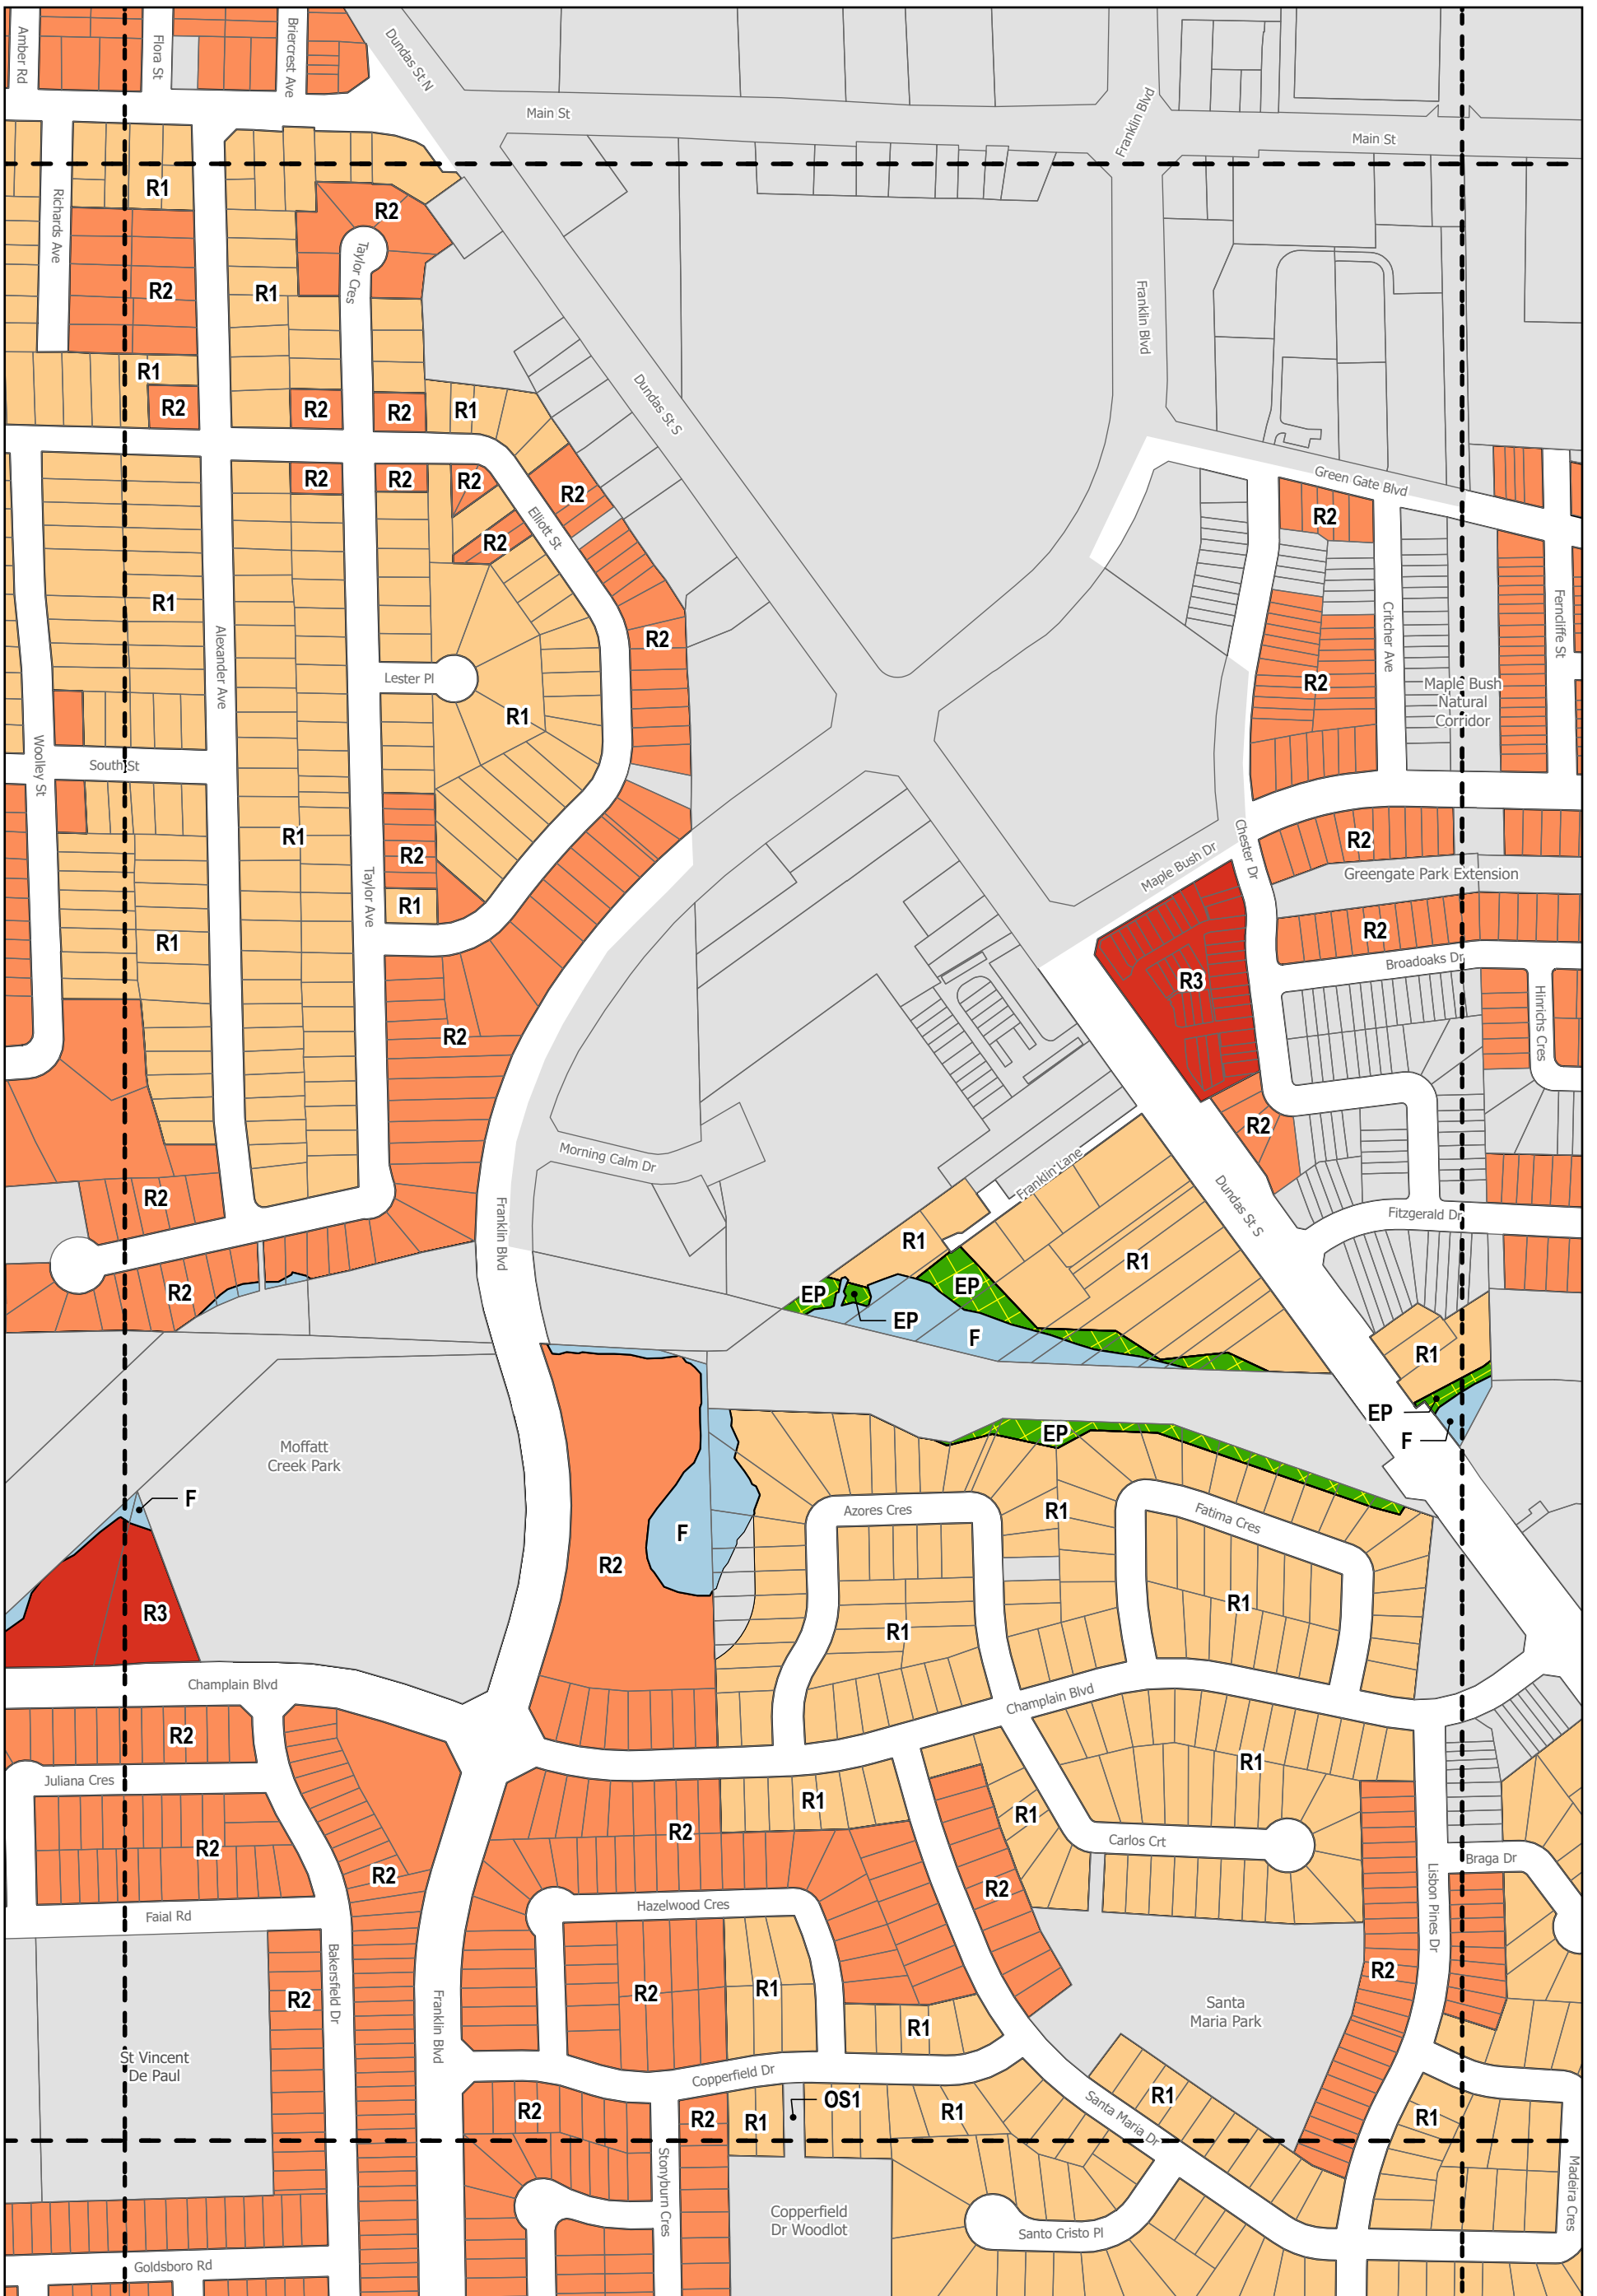 Amber Rd
Flora St
Briercrest Ave
Dundas St N
Main St
Franklin Blvd
Main St
R1
Richards Ave
R2
Taylor Cres
R2
R1
Franklin Blvd
R1
R2
R2
R2
R1
Dundas St S
Green Gate Blvd
R2
R2
R2
R2
R2
Elliott St
R2
R1
Alexander Ave
R2
Critcher Ave
Ferncliffe St
Lester Pl
R1
R2
Maple Bush
Natural
Corridor
Woolley St
South St
R1
R2
Taylor Ave
R1
Maple Bush Dr
Chester Dr
R2
Greengate Park Extension
R1
R2
Broadoaks Dr
R3
Hinrichs Cres
R2
R2
Morning Calm Dr
Franklin Lane
R2
Franklin Blvd
Dundas St S
Fitzgerald Dr
R1
R1
R2
EP
EP
EP
F
R1
EP
F
Moffatt
Creek Park
EP
F
Azores Cres
R1
Fatima Cres
F
R2
R3
R1
R1
Champlain Blvd
Champlain Blvd
R2
R1
Juliana Cres
R1
R1
R2
Carlos Crt
R2
R2
Braga Dr
R2
Faial Rd
Hazelwood Cres
Lisbon Pines Dr
Bakersfield Dr
R2
R2
R2
R1
Franklin Blvd
R1
Santa
Maria Park
St Vincent
De Paul
Copperfield Dr
R2
R2
R1
OS1
R1
Santa Maria Dr
R1
R1
Stonyburn Cres
Madeira Cres
Copperfield
Dr Woodlot
Santo Cristo Pl
Goldsboro Rd